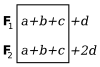 F₁ a+b+c +d
F₂ a+b+c +2d